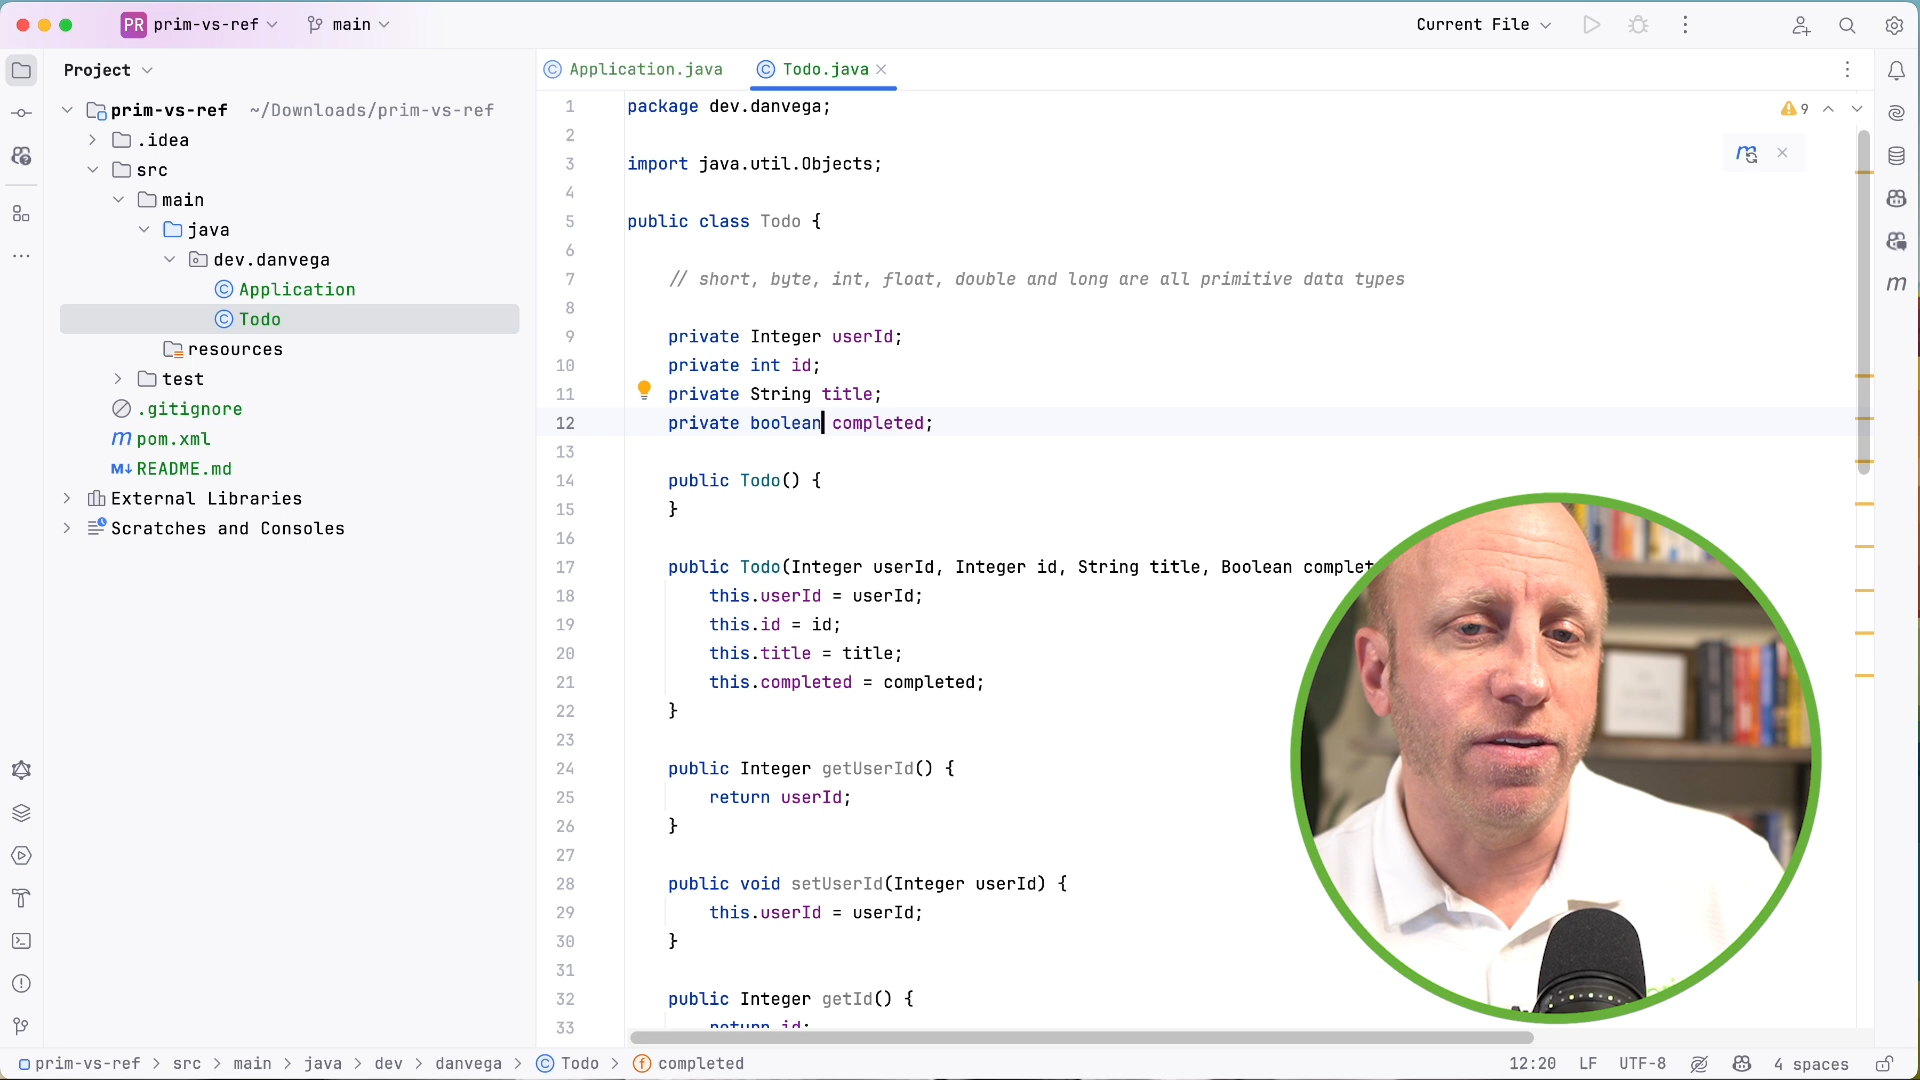 PR prim-vs-ref
main
Current File
Project
prim-vs-ref ~/Downloads/prim-vs-ref
.idea
src
main
java
dev.danvega
Application
Todo
resources
test
.gitignore
pom.xml
README.md
External Libraries
Scratches and Consoles
Application.java
Todo.java
9
1 package dev.danvega;
2
3 import java.util.Objects;
4
5 public class Todo {
6
7 // short, byte, int, float, double and long are all primitive data types
8
9 private Integer userId;
10 private int id;
11 private String title;
12 private boolean completed;
13
14 public Todo() {
15 }
16
17 public Todo(Integer userId, Integer id, String title, Boolean complet
18 this.userId = userId;
19 this.id = id;
20 this.title = title;
21 this.completed = completed;
22 }
23
24 public Integer getUserId() {
25 return userId;
26 }
27
28 public void setUserId(Integer userId) {
29 this.userId = userId;
30 }
31
32 public Integer getId() {
33 return id;
prim-vs-ref > src > main > java > dev > danvega > Todo > completed
12:20 LF UTF-8 4 spaces